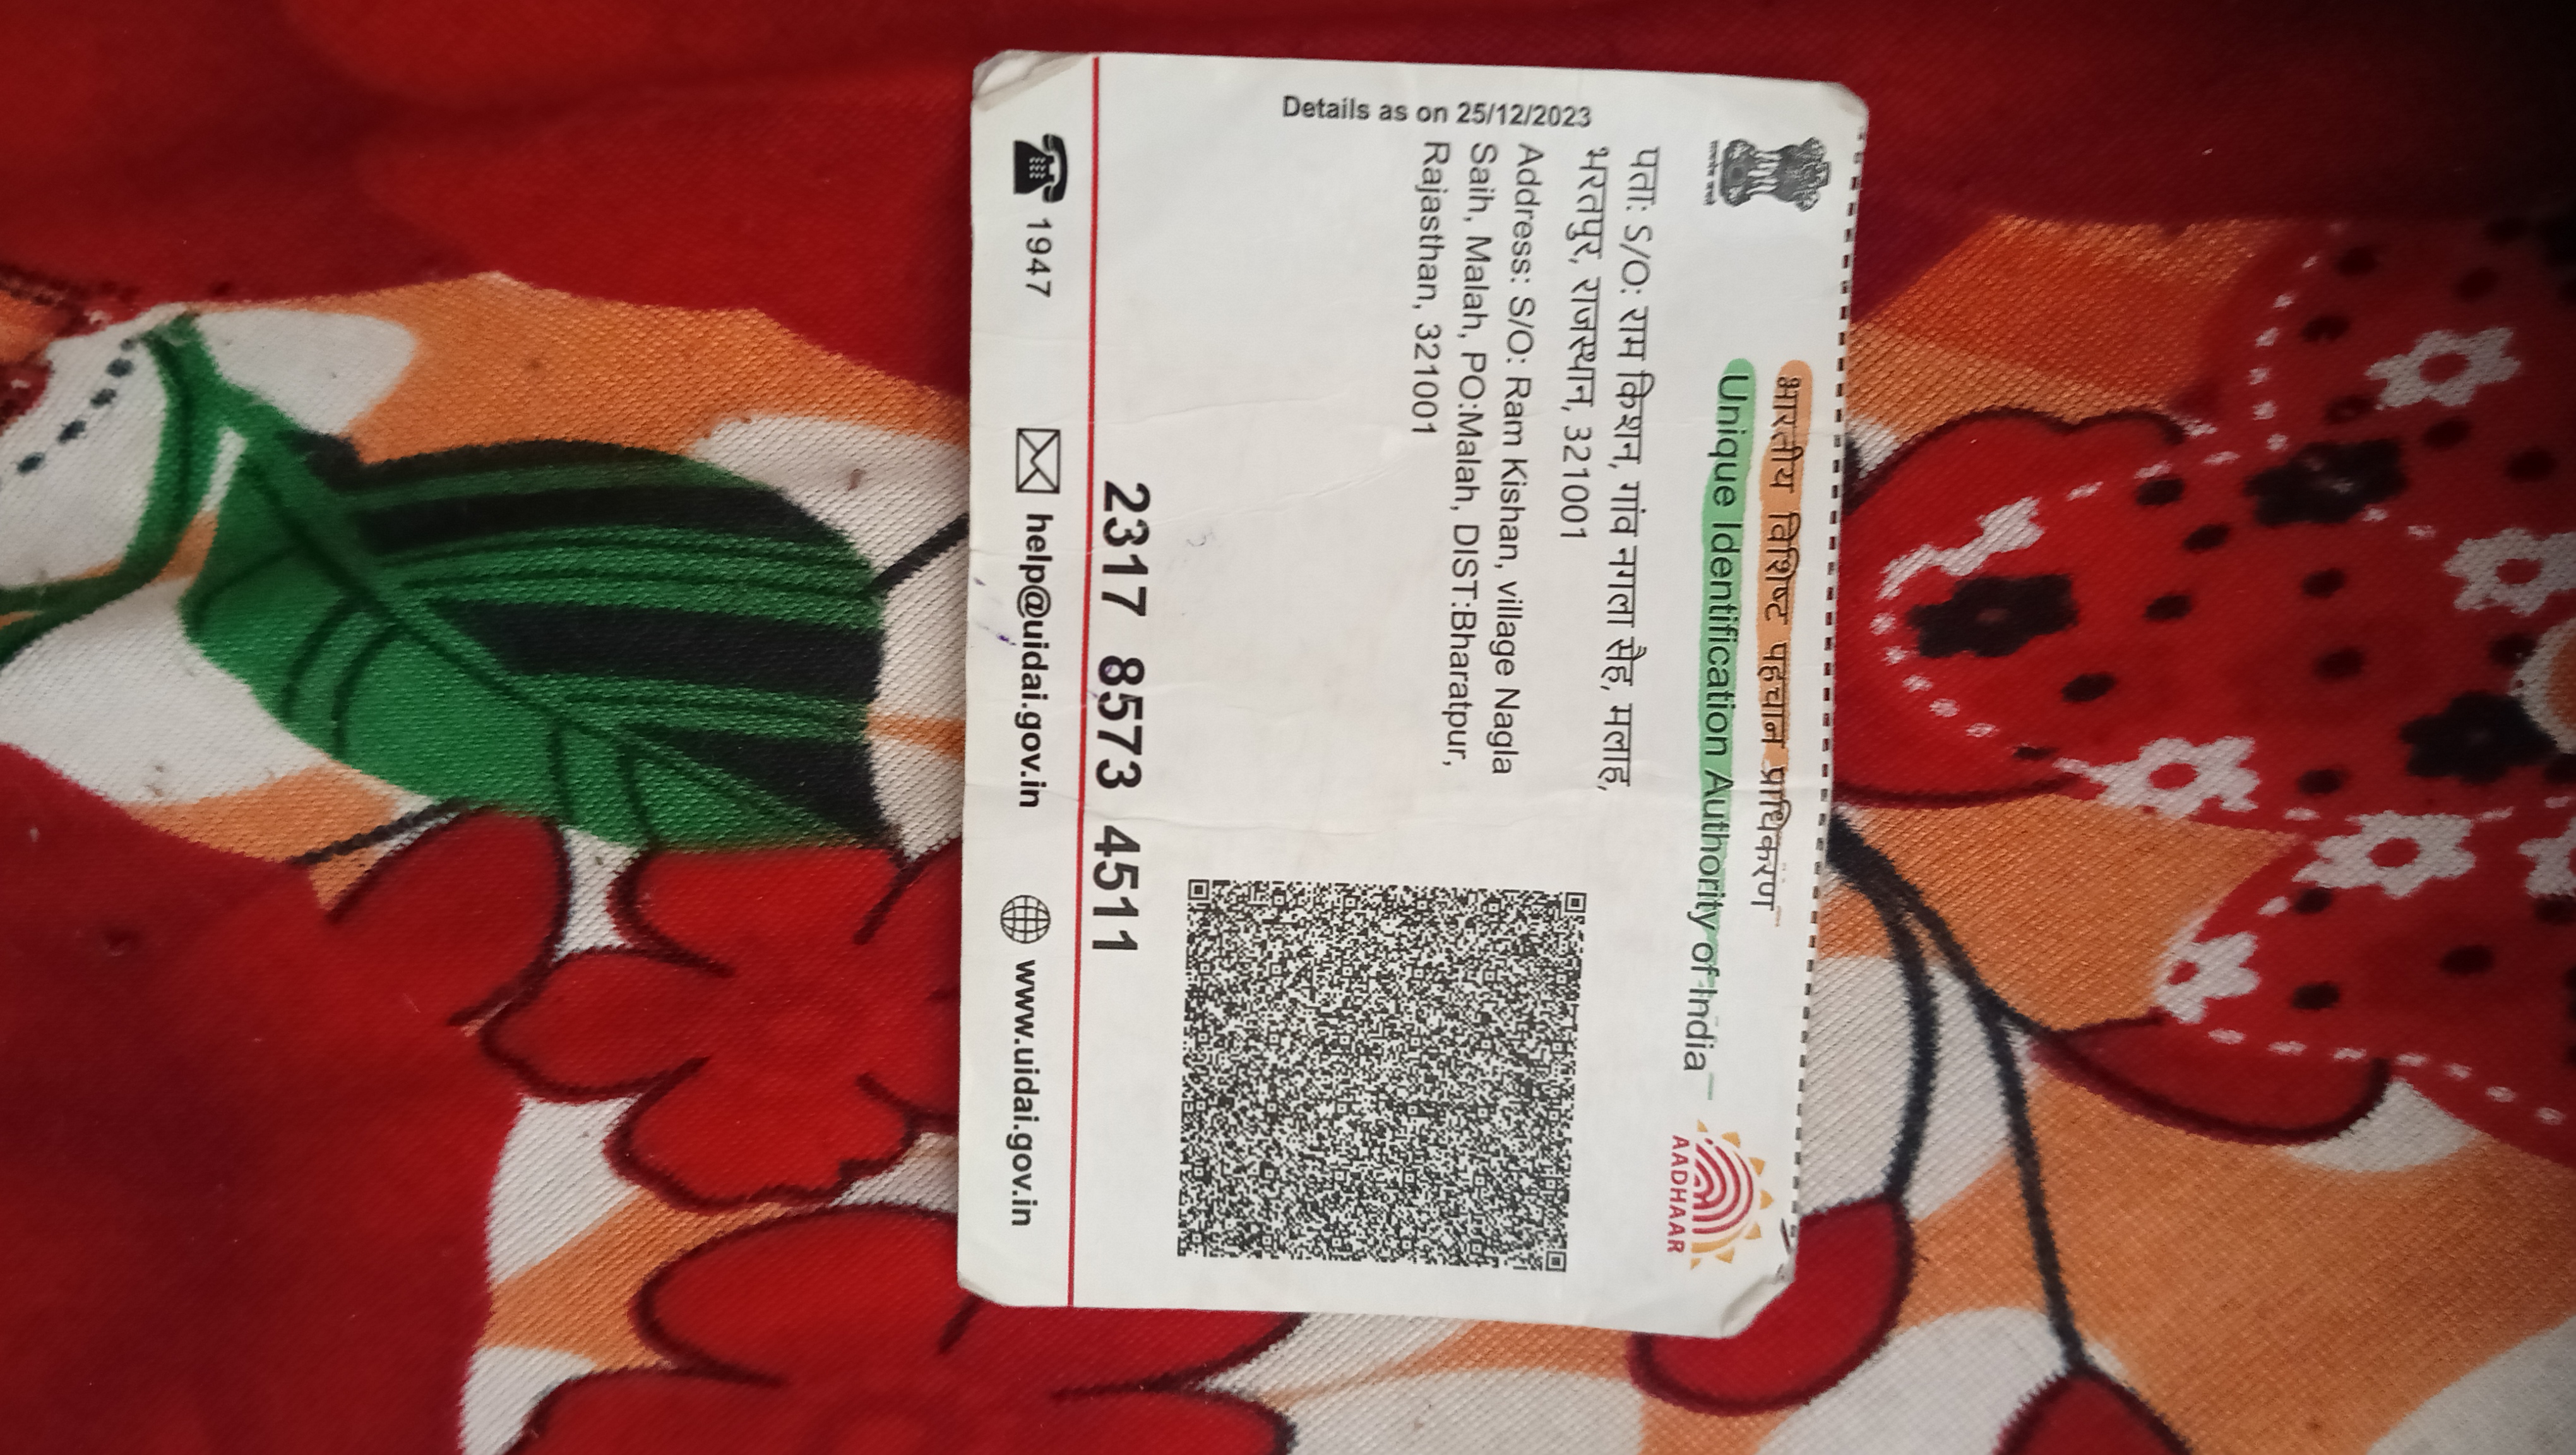 भारतीय विशिष्ट पहचान प्राधिकरण
Unique Identification Authority of India
AADHAAR
Details as on 25/12/2023
पता: S/O: राम किशन, गांव नगला सैह, मलाह,
भरतपुर, राजस्थान, 321001
Address: S/O: Ram Kishan, village Nagla
Saih, Malah, PO:Malah, DIST:Bharatpur,
Rajasthan, 321001
2317 8573 4511
1947 help@uidai.gov.in www.uidai.gov.in